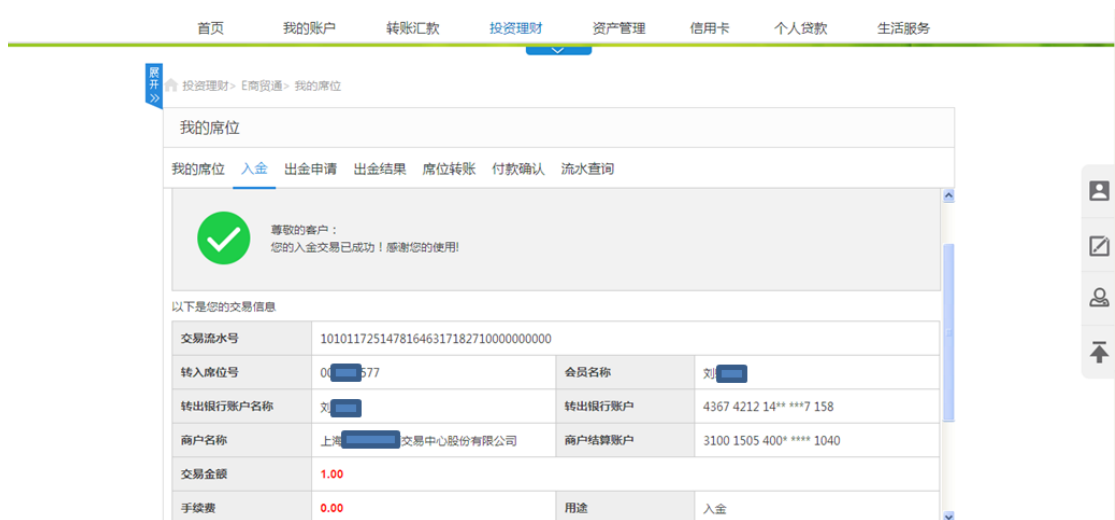 首页 我的账户 转账汇款 投资理财 资产管理 信用卡 个人贷款 生活服务
展开 »
投资理财> E商贸通> 我的席位
我的席位
我的席位 入金 出金申请 出金结果 席位转账 付款确认 流水查询
尊敬的客户：
您的入金交易已成功！感谢您的使用!
以下是您的交易信息
交易流水号 10101172514781646317182710000000000
转入席位号 00 577 会员名称 刘
转出银行账户名称 刘 转出银行账户 4367 4212 14** ***7 158
商户名称 上海 交易中心股份有限公司 商户结算账户 3100 1505 400* **** 1040
交易金额 1.00
手续费 0.00 用途 入金